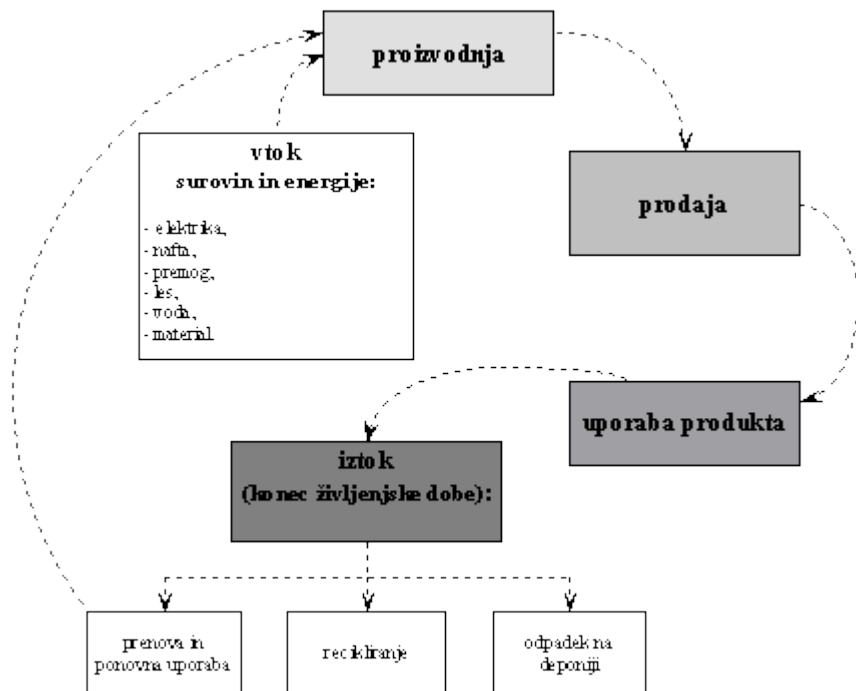 proizvodnja
vtok
surovin in energije:
- elektrika,
- nafta,
- premog,
- les,
- voda,
- material.
prodaja
uporaba produkta
iztok
(konec življenjske dobe):
prenova in
ponovna uporaba
recikliranje
odpadek na
deponiji